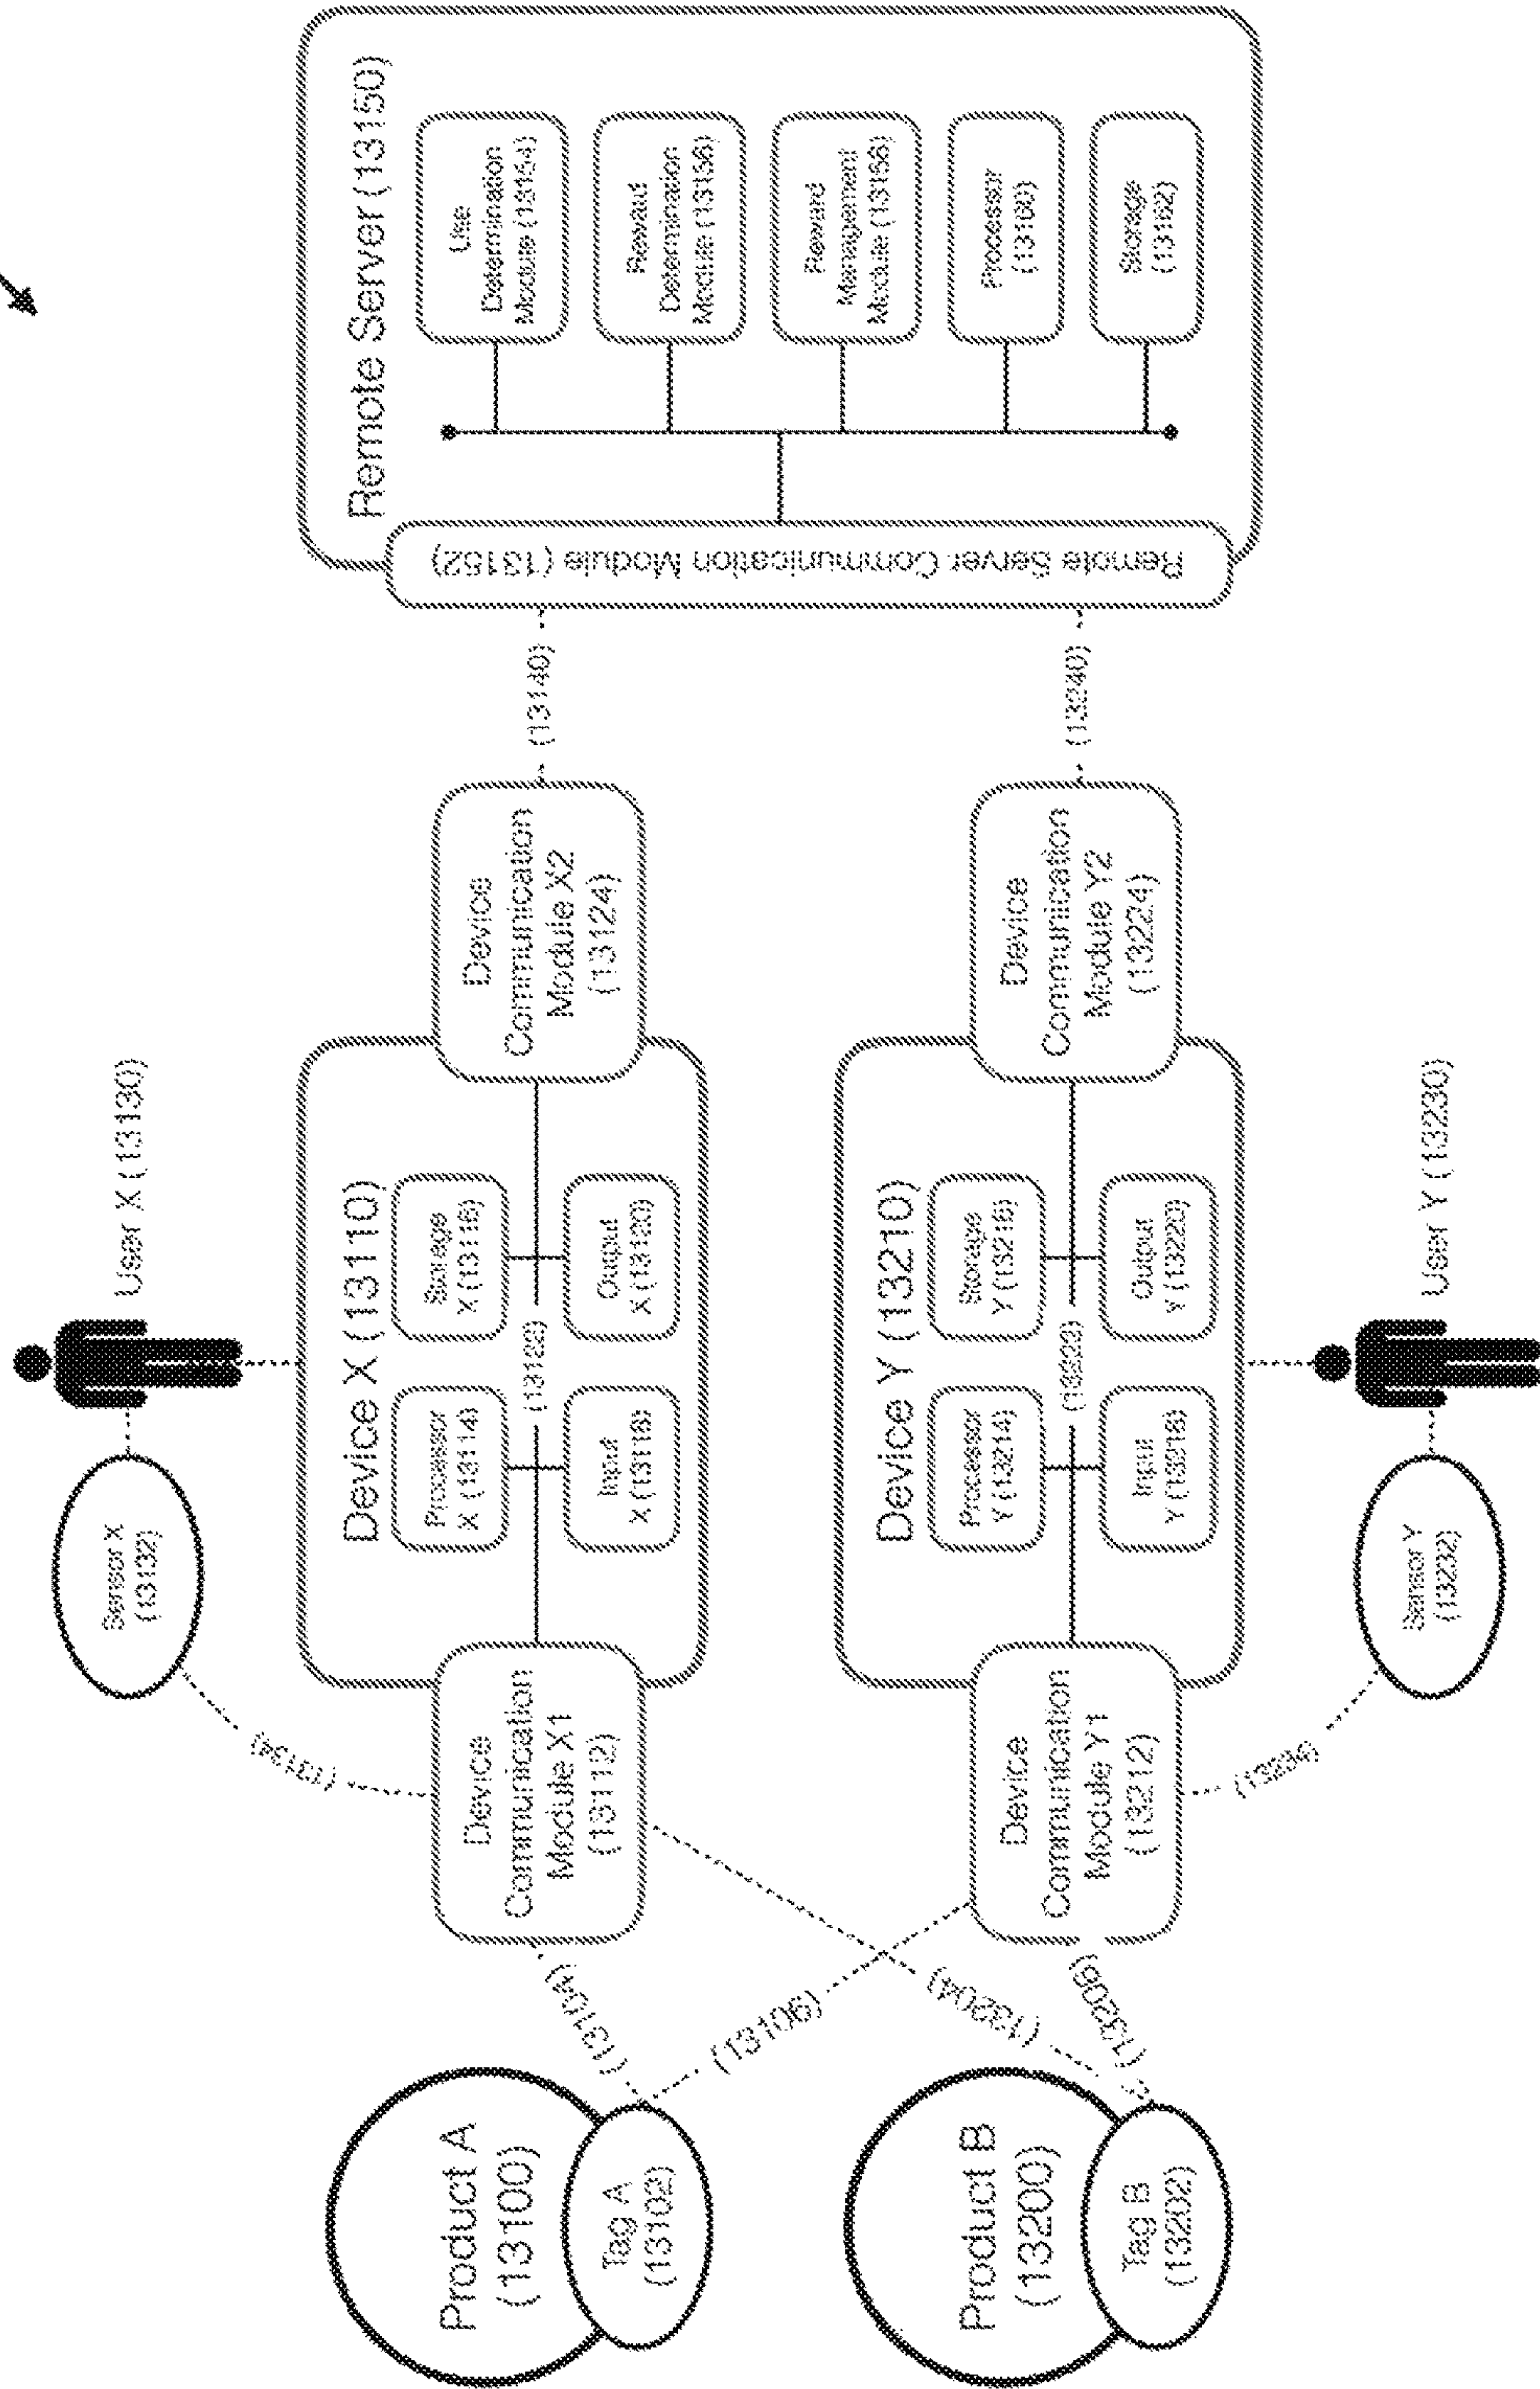 User X (13130)
Sensor X
(13132)
(13134)
Product A
(13100)
Tag A
(13102)
(13104)
(13106)
Device
Communication
Module X1
(13112)
Device X (13110)
Processor
X (13114)
Storage
X (13116)
(13122)
Input
X (13118)
Output
X (13120)
Device
Communication
Module X2
(13124)
(13140)
Product B
(13200)
Tag B
(13202)
(13204)
(13206)
Device
Communication
Module Y1
(13212)
Device Y (13210)
Processor
Y (13214)
Storage
Y (13216)
Input
Y (13218)
Output
Y (13220)
Device
Communication
Module Y2
(13224)
(13240)
Sensor Y
(13232)
(13234)
User Y (13230)
Remote Server (13150)
Remote Server Communication Module (13152)
Use
Determination
Module (13154)
Reward
Determination
Module (13156)
Reward
Management
Module
Processor
(13160)
Storage
(13162)